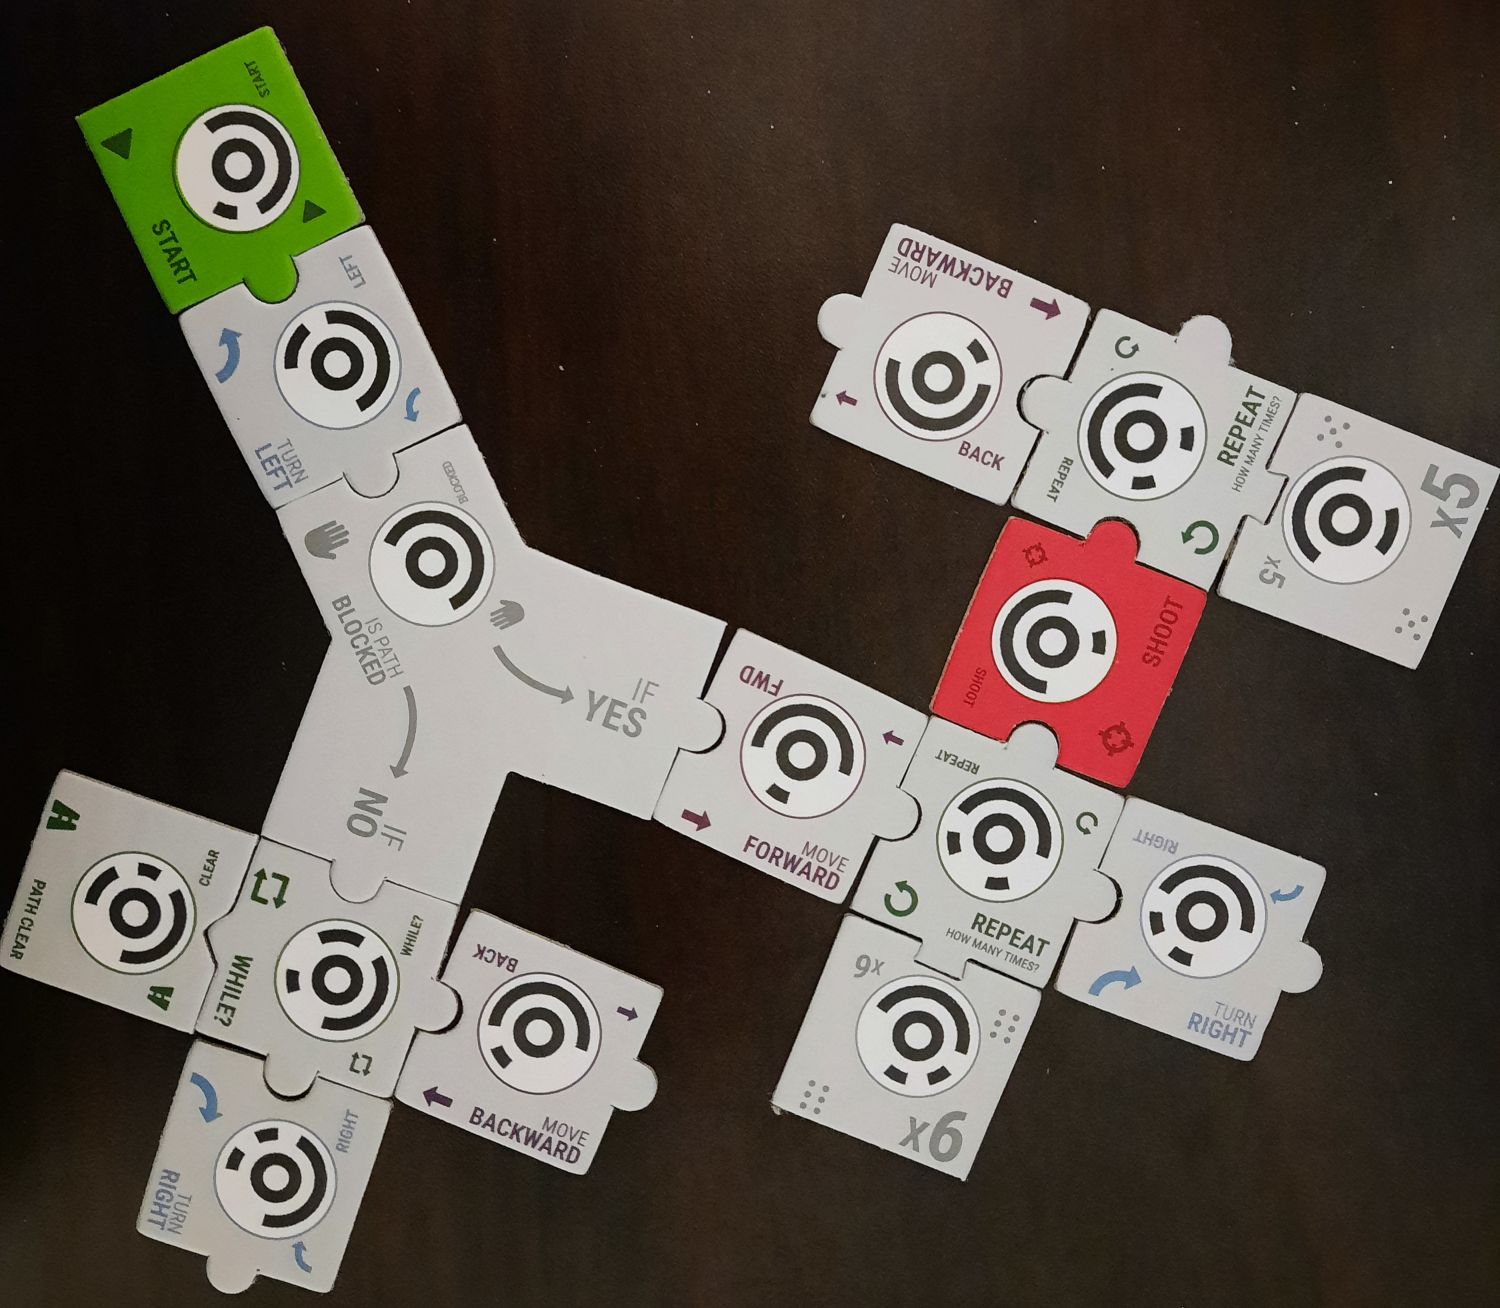 START
START
LEFT
TURN
LEFT
BLOCKED
IS PATH
BLOCKED
IF
YES
IF
NO
CLEAR
PATH CLEAR
WHILE?
WHILE?
RIGHT
TURN
RIGHT
BACK
MOVE
BACKWARD
FWD
MOVE
FORWARD
REPEAT
REPEAT
HOW MANY TIMES?
x6
x6
RIGHT
TURN
RIGHT
SHOOT
SHOOT
REPEAT
REPEAT
HOW MANY TIMES?
x5
x5
MOVE
BACKWARD
BACK